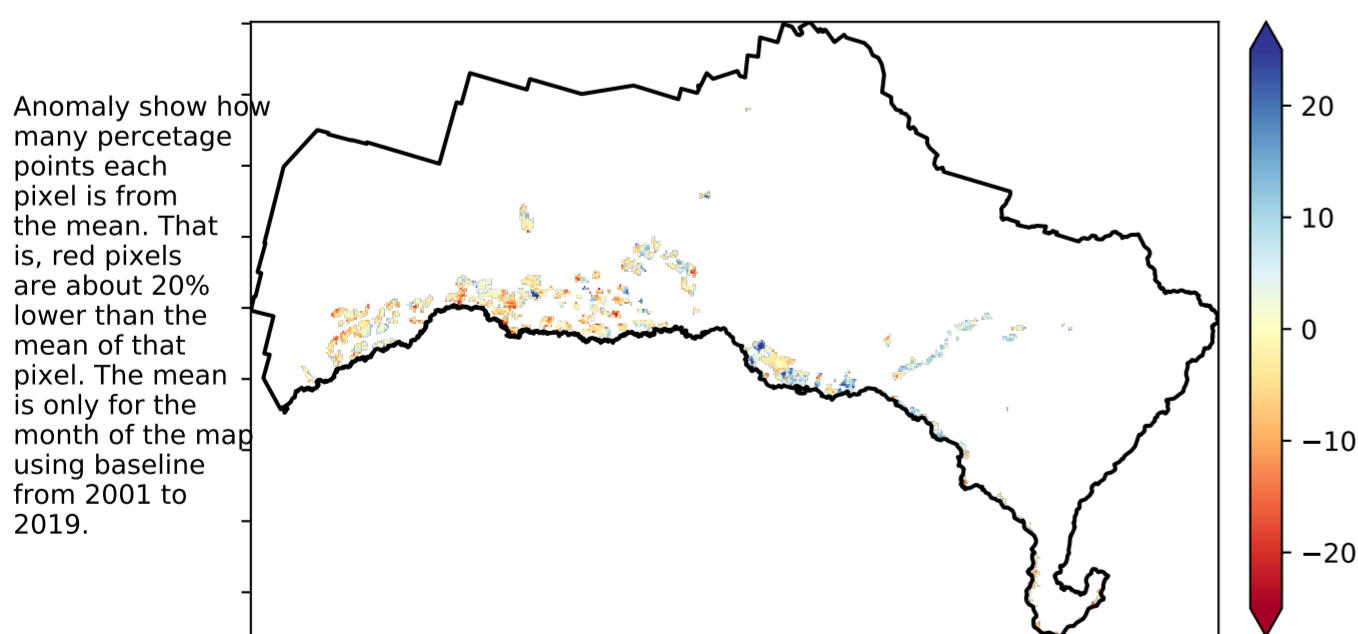 Anomaly show how
many percetage
points each
pixel is from
the mean. That
is, red pixels
are about 20%
lower than the
mean of that
pixel. The mean
is only for the
month of the map
using baseline
from 2001 to
2019.
20
10
0
−10
−20